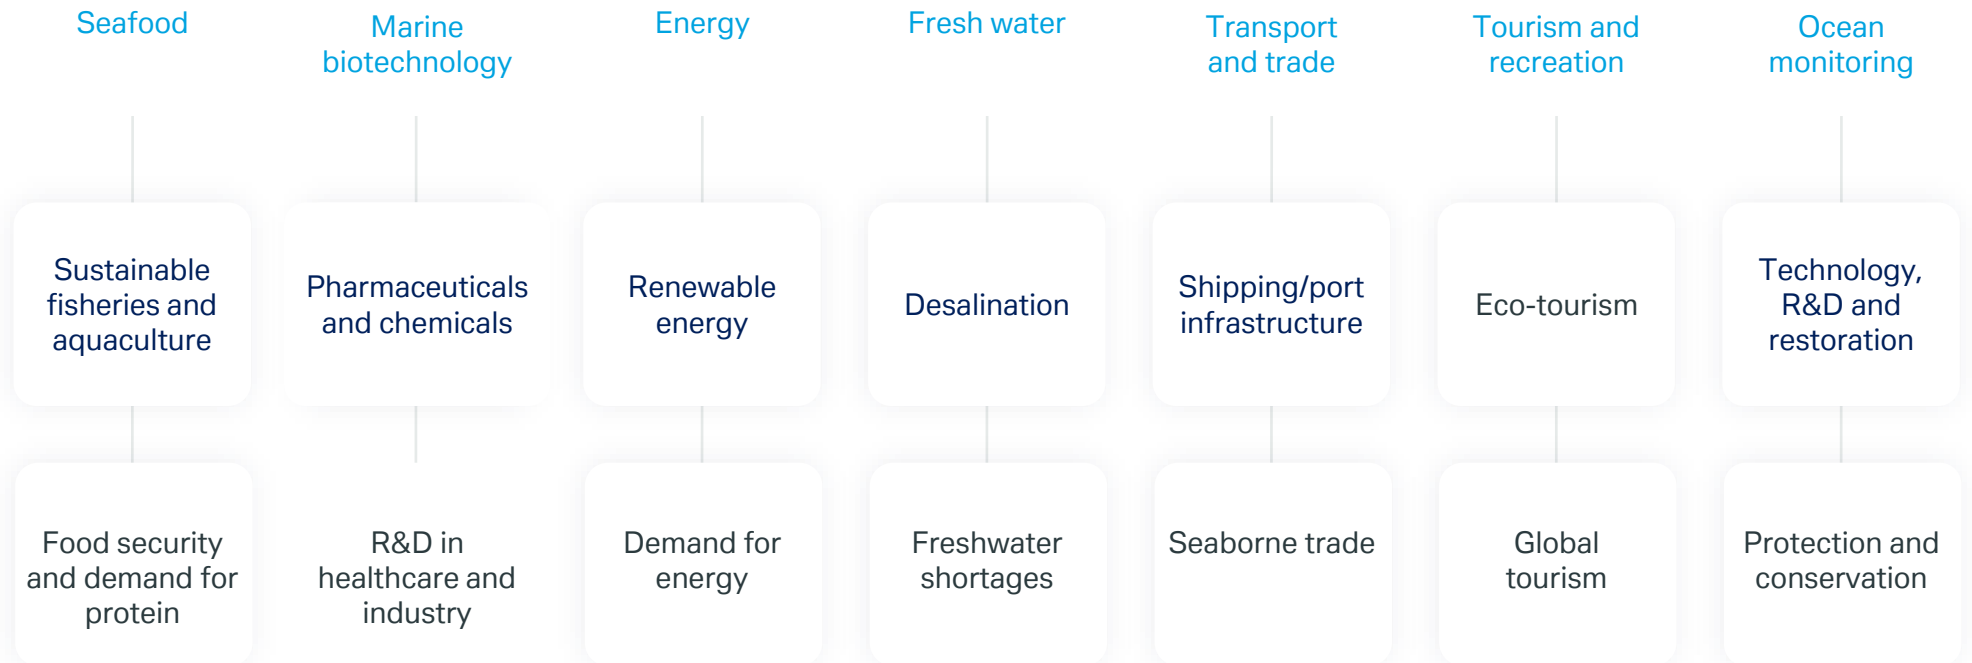 Seafood
Marine
biotechnology
Energy
Fresh water
Transport
and trade
Tourism and
recreation
Ocean
monitoring
Sustainable
fisheries and
aquaculture
Pharmaceuticals
and chemicals
Renewable
energy
Desalination
Shipping/port
infrastructure
Eco-tourism
Technology,
R&D and
restoration
Food security
and demand for
protein
R&D in
healthcare and
industry
Demand for
energy
Freshwater
shortages
Seaborne trade
Global
tourism
Protection and
conservation